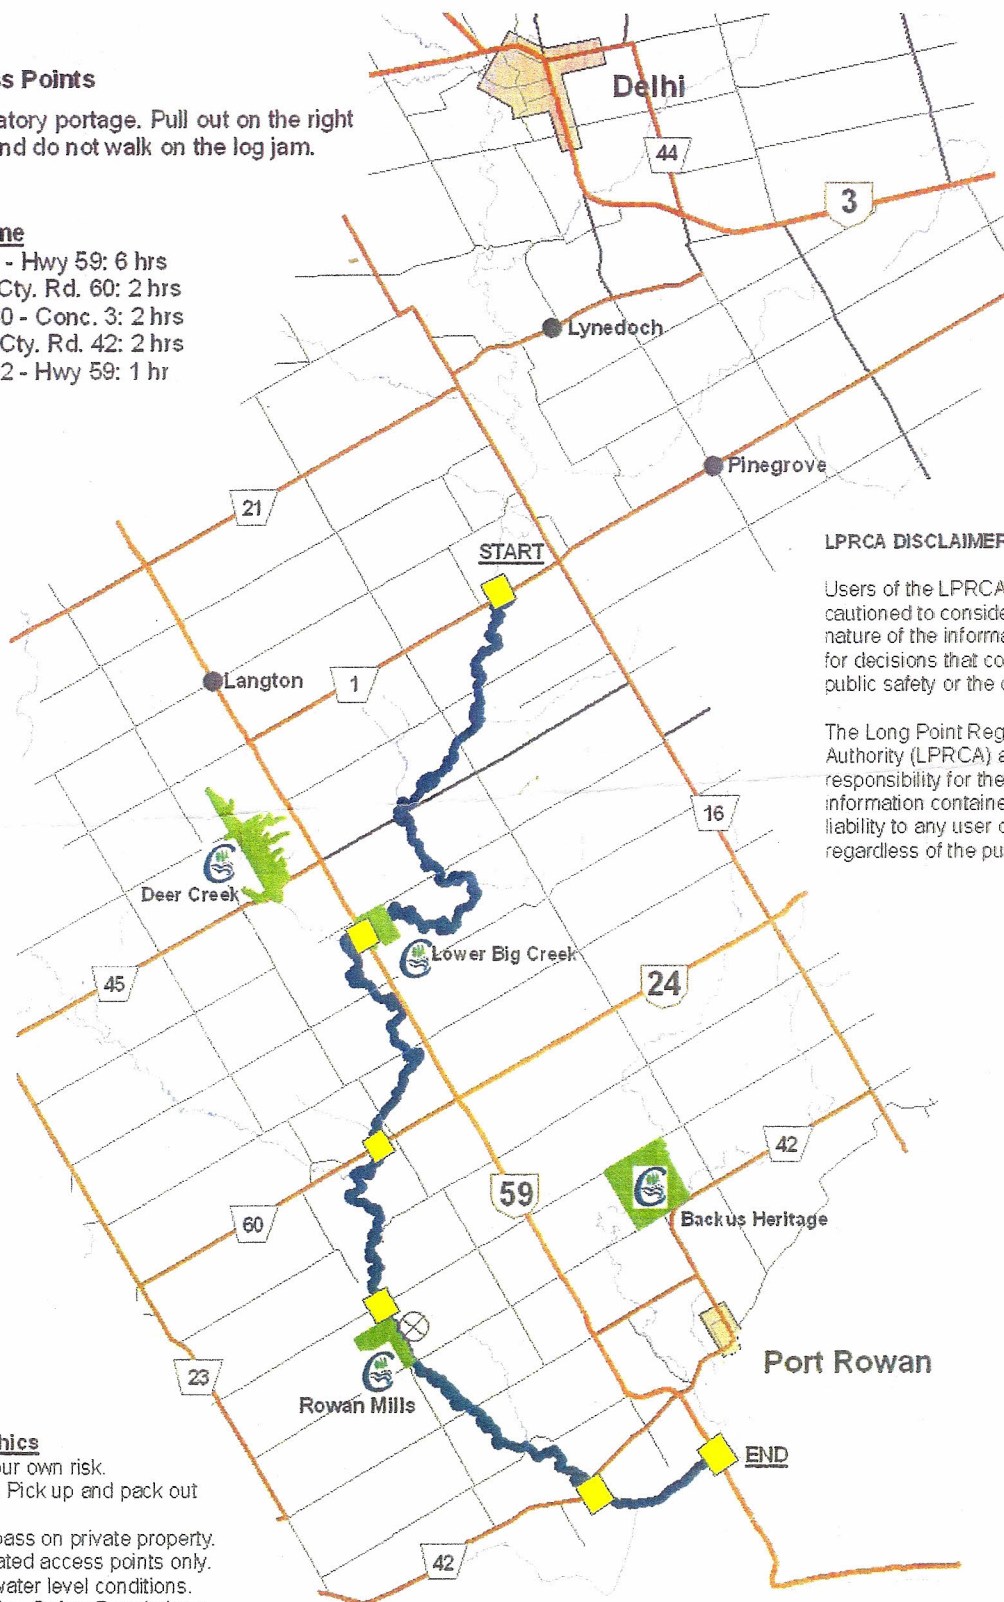 s Points
atory portage. Pull out on the right
nd do not walk on the log jam.
me
- Hwy 59: 6 hrs
Cty. Rd. 60: 2 hrs
0 - Conc. 3: 2 hrs
Cty. Rd. 42: 2 hrs
2 - Hwy 59: 1 hr
Delhi
44
3
Lynedoch
Pinegrove
21
START
LPRCA DISCLAIMER
Users of the LPRCA
cautioned to conside
nature of the informa
for decisions that co
public safety or the
The Long Point Reg
Authority (LPRCA) a
responsibility for the
information containe
liability to any user
regardless of the pu
Langton
1
16
Deer Creek
Lower Big Creek
45
24
42
59
Backus Heritage
60
Port Rowan
23
Rowan Mills
END
42
hics
ur own risk.
Pick up and pack out
pass on private property.
ated access points only.
water level conditions.